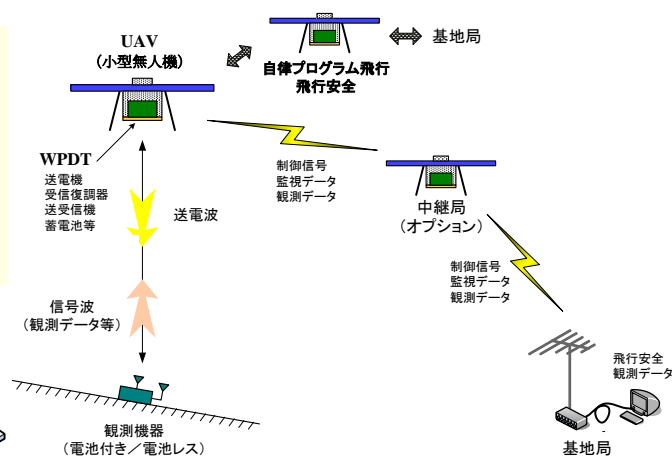 UAV
(小型無人機)
基地局
自律プログラム飛行
飛行安全
WPDT
送電機
受信復調器
送受信機
蓄電池等
制御信号
監視データ
観測データ
送電波
中継局
(オプション)
制御信号
監視データ
観測データ
信号波
(観測データ等)
飛行安全
観測データ
観測機器
(電池付き/電池レス)
基地局